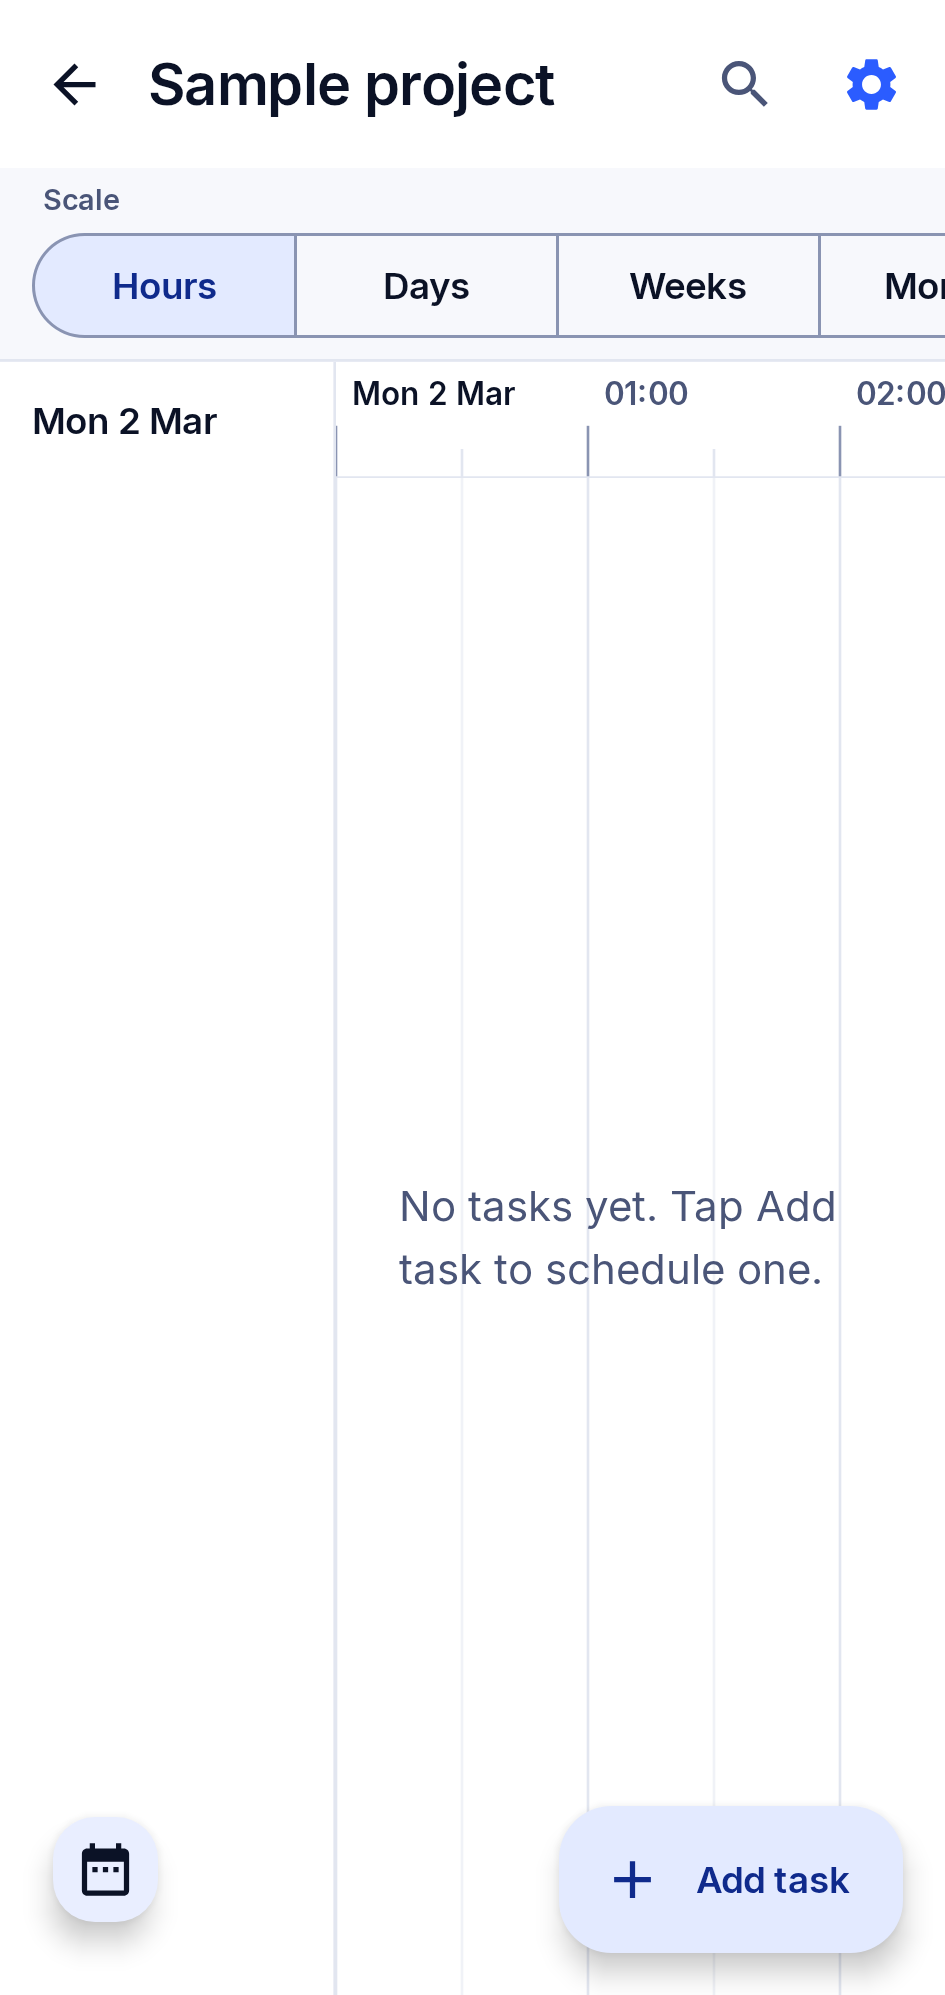 Sample project
Scale
Hours
Days
Weeks
Mon 2 Mar
Mon 2 Mar
01:00
02:00
No tasks yet. Tap Add
task to schedule one.
Add task